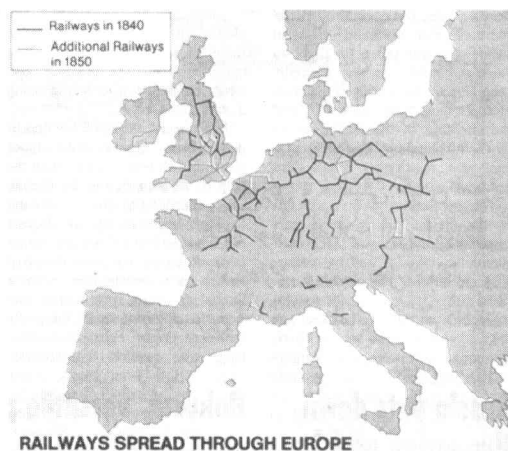 Railways in 1840
Additional Railways
in 1850
RAILWAYS SPREAD THROUGH EUROPE